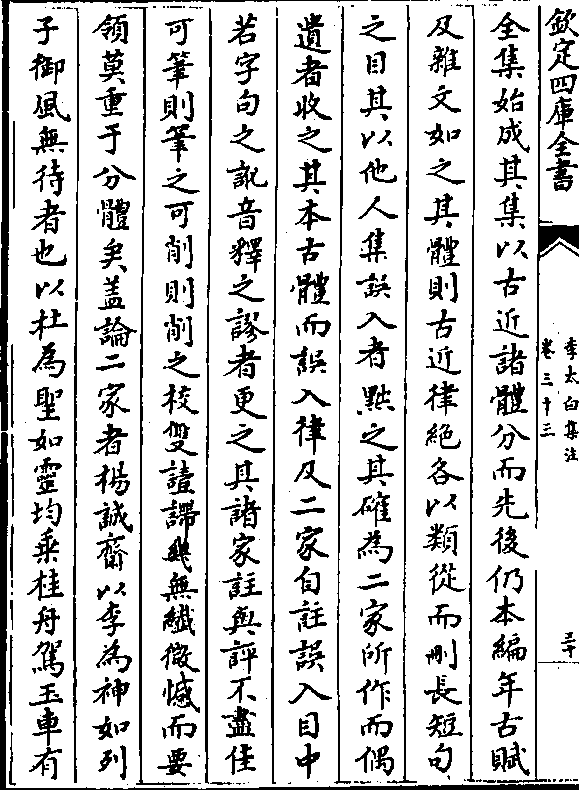 欽定四庫全書
李太白集注
卷三十三
三十
全集始成其集以古近諸體分而先後仍本編年古賦
及雜文如之其體則古近律絶各以類從而刪長短句
之目其以他人集誤入者黜之其確為二家所作而偶
遺者收之其本古體而誤入律及二家自註誤入目中
若字句之訛音釋之謬者更之其諸家註與評不盡佳
可筆則筆之可削則削之校雙讀諦幾無纎微憾而要
領莫重于分體矣盖論二家者楊誠齋以李為神如列
子御風無待者也以杜為聖如靈均乘桂舟駕玉車有